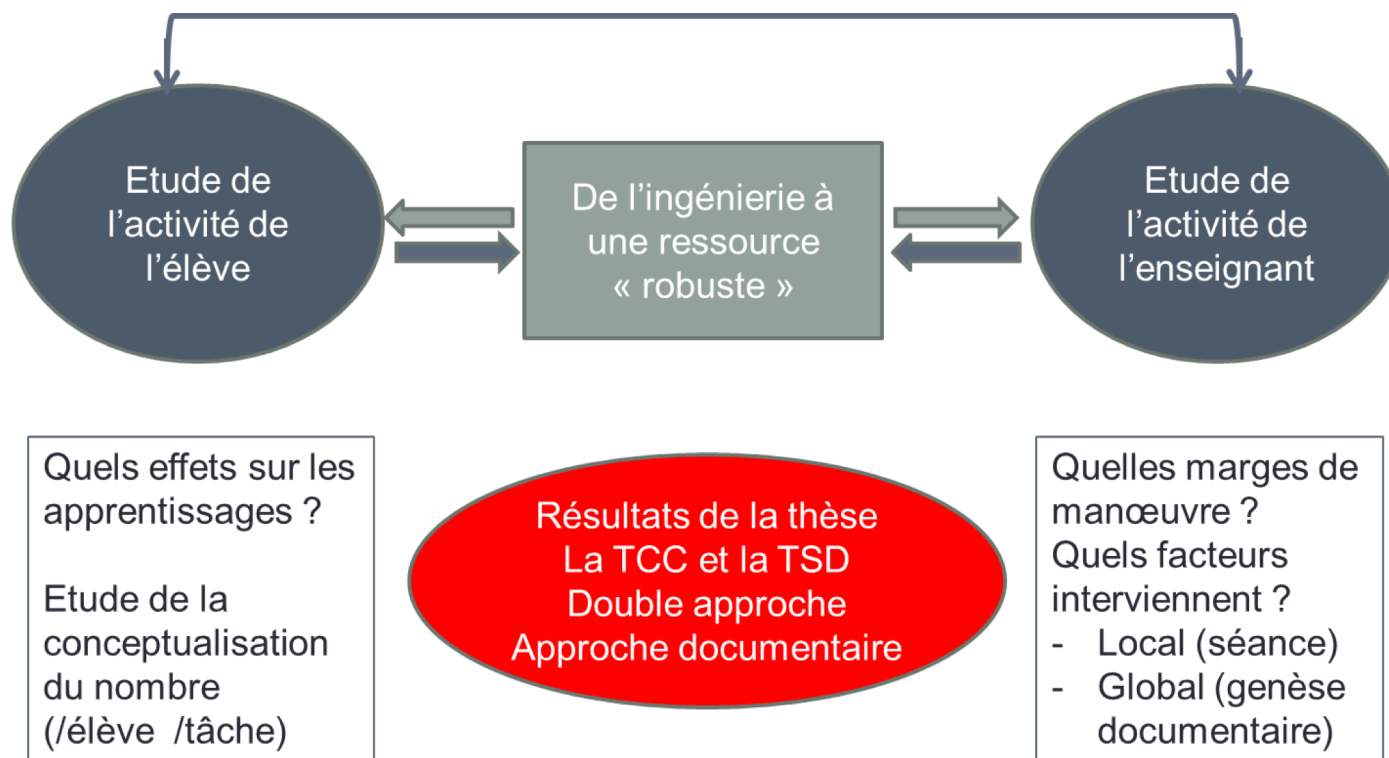 Etude de
l’activité de
l’élève
De l’ingénierie à
une ressource
« robuste »
Etude de
l’activité de
l’enseignant
Quels effets sur les
apprentissages ?
Etude de la
conceptualisation
du nombre
(/élève /tâche)
Résultats de la thèse
La TCC et la TSD
Double approche
Approche documentaire
Quelles marges de
manœuvre ?
Quels facteurs
interviennent ?
- Local (séance)
- Global (genèse
documentaire)